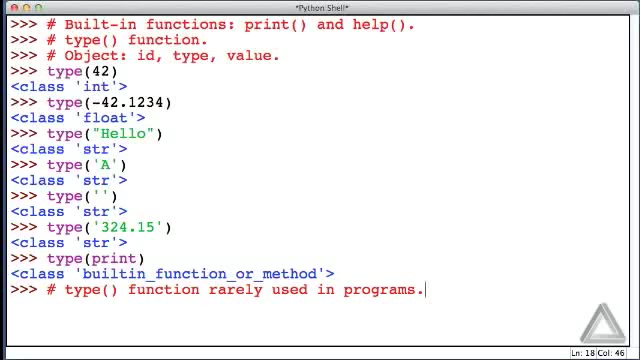 *Python Shell*
>>> # Built-in functions: print() and help().
>>> # type() function.
>>> # Object: id, type, value.
>>> type(42)
<class 'int'>
>>> type(-42.1234)
<class 'float'>
>>> type("Hello")
<class 'str'>
>>> type('A')
<class 'str'>
>>> type('')
<class 'str'>
>>> type('324.15')
<class 'str'>
>>> type(print)
<class 'builtin_function_or_method'>
>>> # type() function rarely used in programs.
Ln: 18 Col: 46